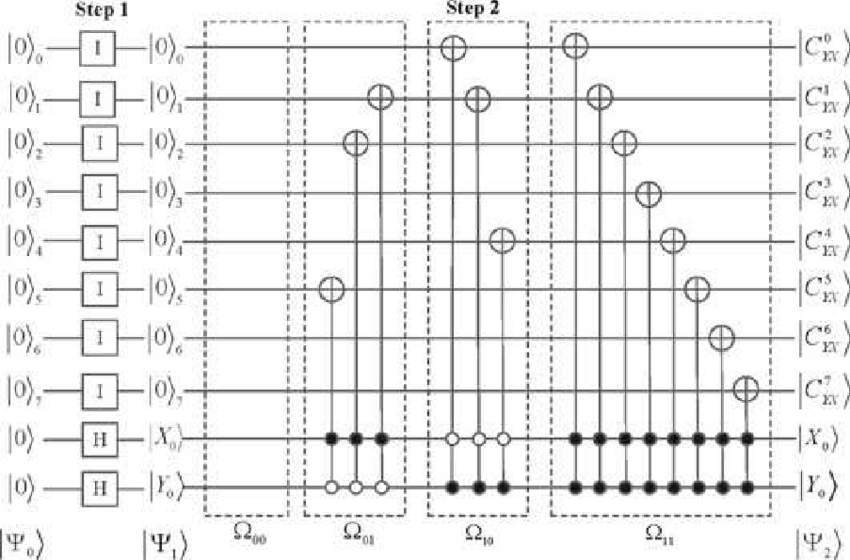 Step 1 Step 2
|0⟩₀ I |0⟩₀ |C⁰_YX⟩
|0⟩₁ I |0⟩₁ |C¹_YX⟩
|0⟩₂ I |0⟩₂ |C²_YX⟩
|0⟩₃ I |0⟩₃ |C³_YX⟩
|0⟩₄ I |0⟩₄ |C⁴_YX⟩
|0⟩₅ I |0⟩₅ |C⁵_YX⟩
|0⟩₆ I |0⟩₆ |C⁶_YX⟩
|0⟩₇ I |0⟩₇ |C⁷_YX⟩
|0⟩ H |X₀⟩ |X₀⟩
|0⟩ H |Y₀⟩ |Y₀⟩
|Ψ₀⟩ |Ψ₁⟩ Ω₀₀ Ω₀₁ Ω₁₀ Ω₁₁ |Ψ₂⟩